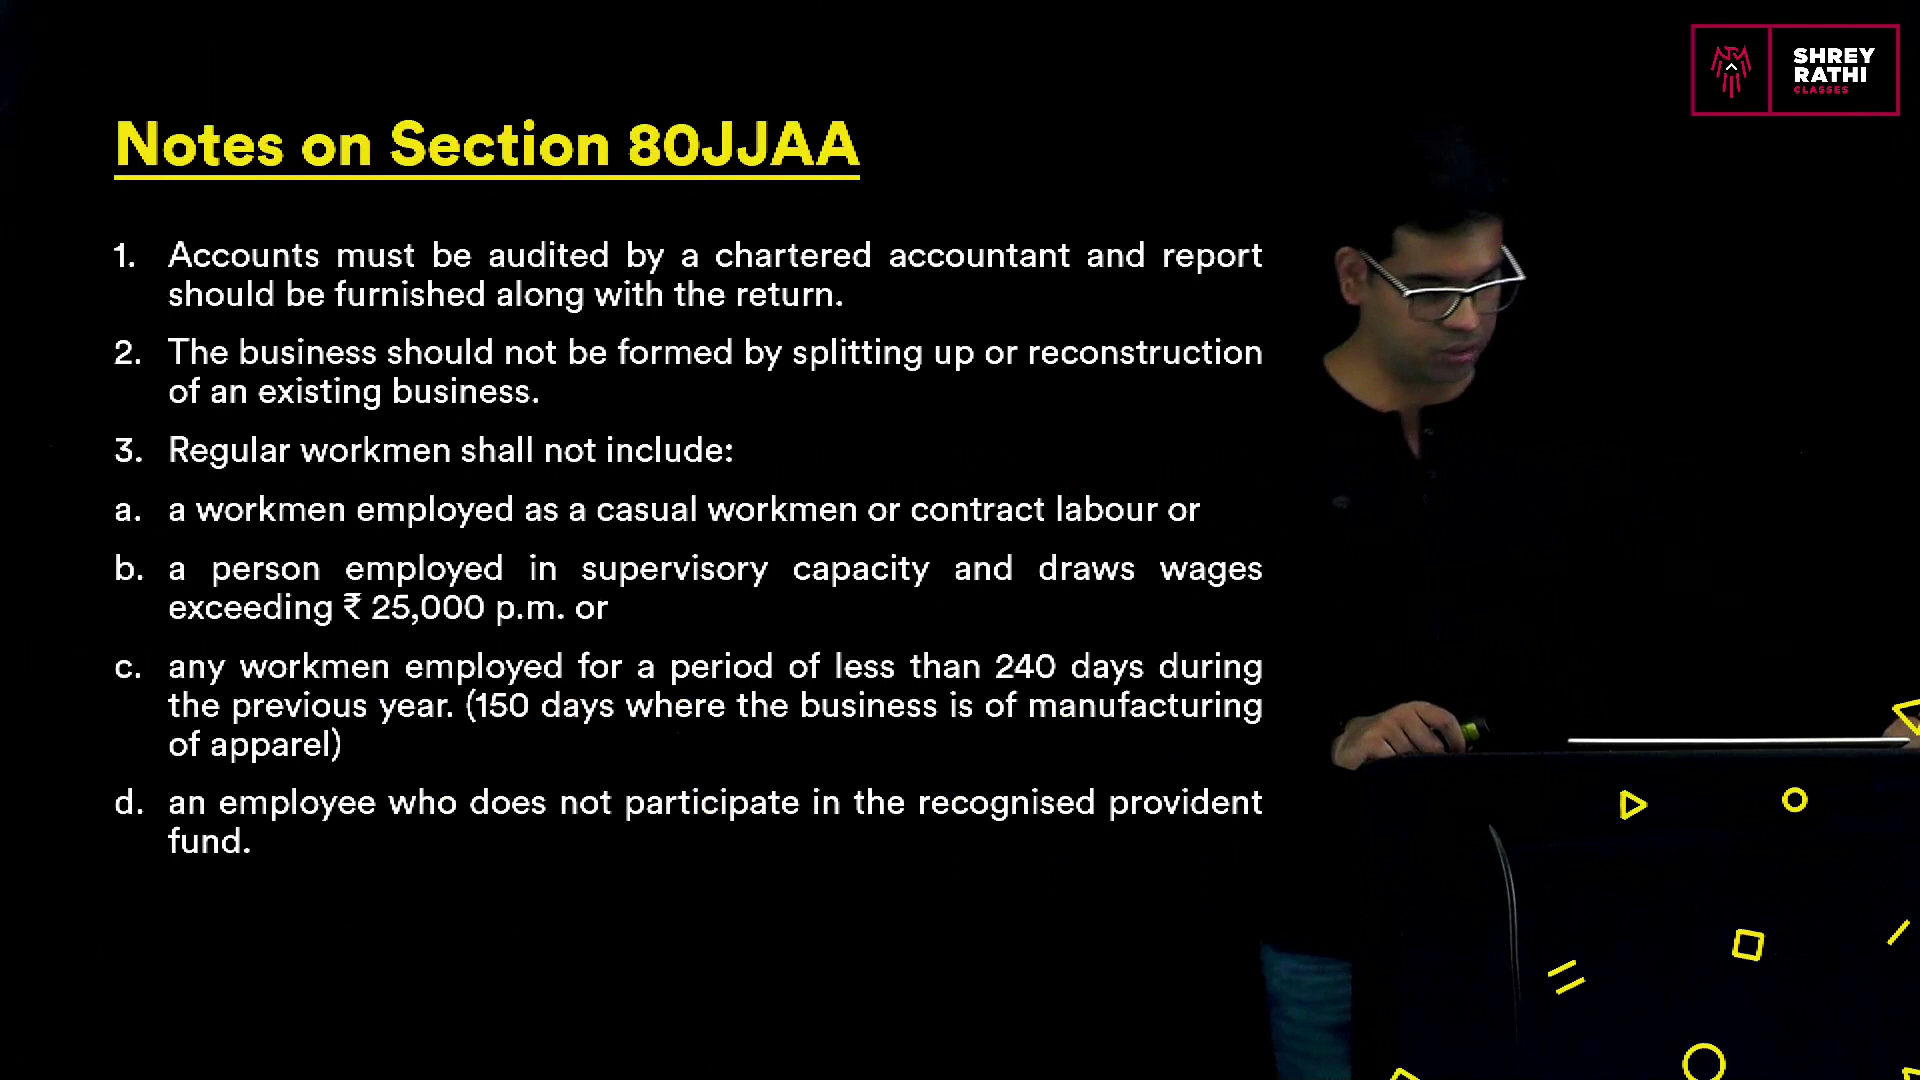 SHREY
RATHI
CLASSES
Notes on Section 80JJAA
1. Accounts must be audited by a chartered accountant and report
should be furnished along with the return.
2. The business should not be formed by splitting up or reconstruction
of an existing business.
3. Regular workmen shall not include:
a. a workmen employed as a casual workmen or contract labour or
b. a person employed in supervisory capacity and draws wages
exceeding ₹ 25,000 p.m. or
c. any workmen employed for a period of less than 240 days during
the previous year. (150 days where the business is of manufacturing
of apparel)
d. an employee who does not participate in the recognised provident
fund.